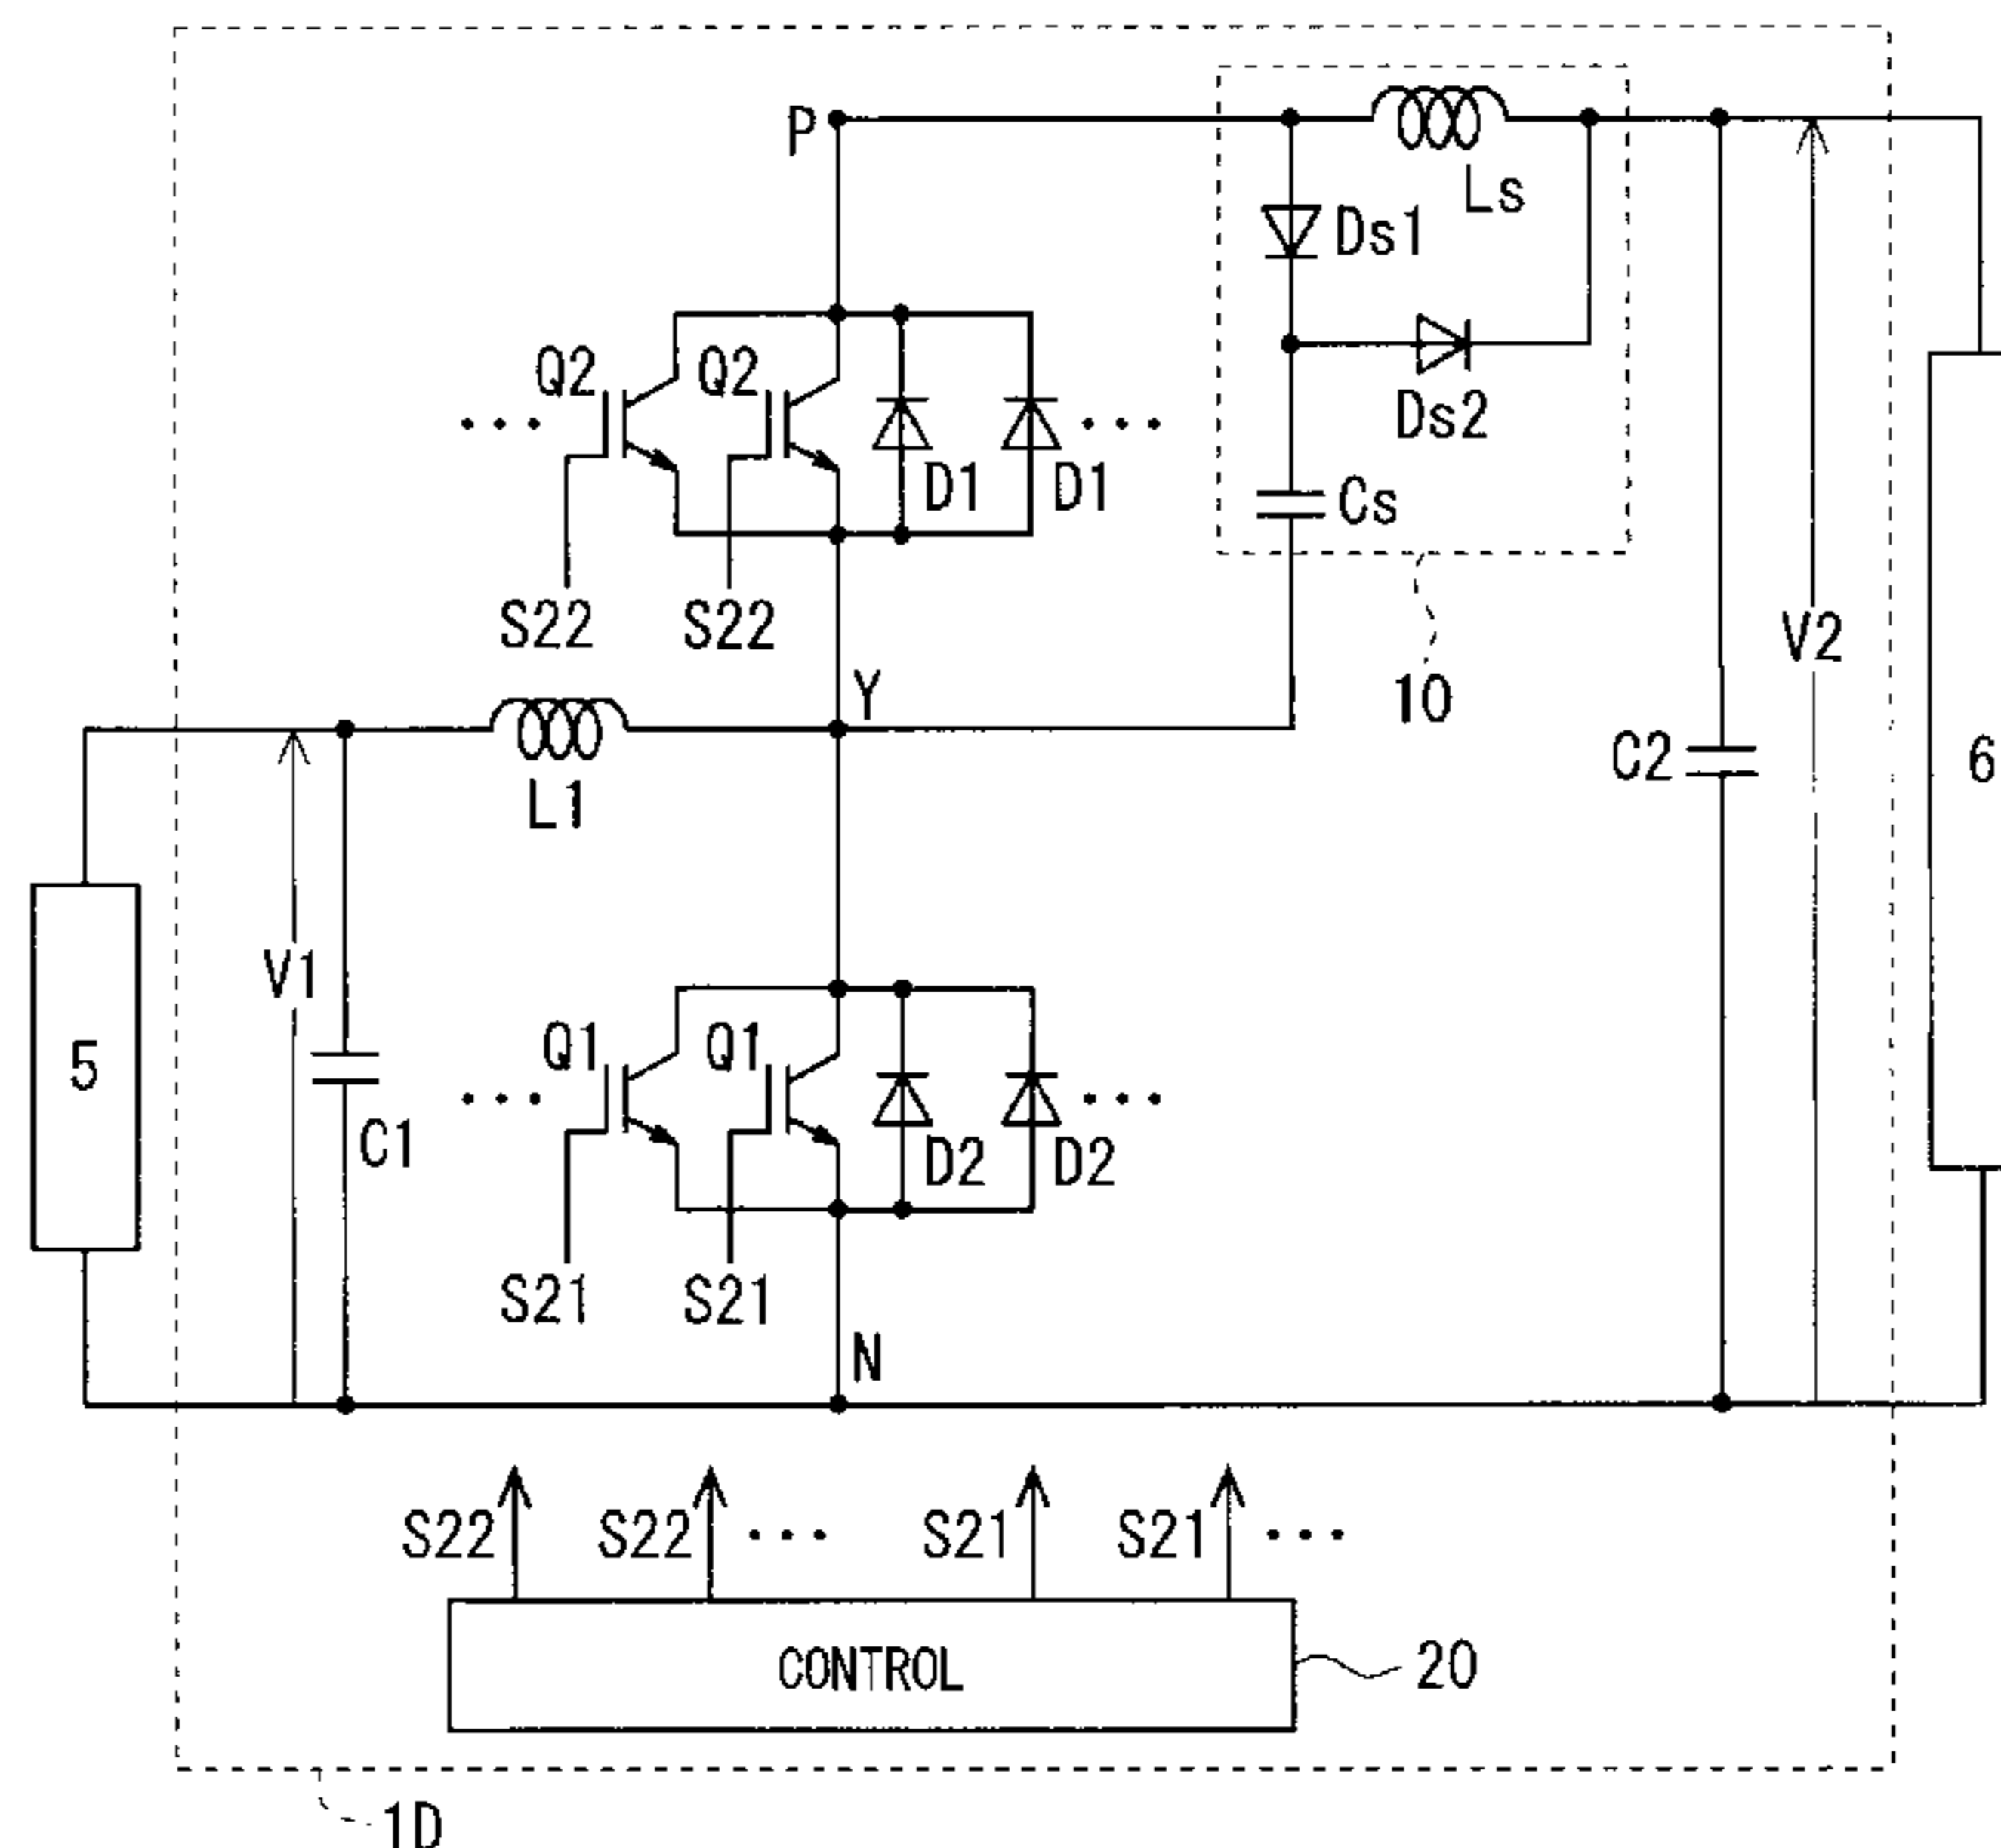 P
Ls
Ds1
Q2 Q2
Ds2
... ...
D1 D1
Cs
S22 S22
V2
Y
10
C2
6
L1
V1
5
Q1 Q1
... ...
C1
D2 D2
S21 S21
N
S22 S22 ... S21 S21 ...
CONTROL
20
1D